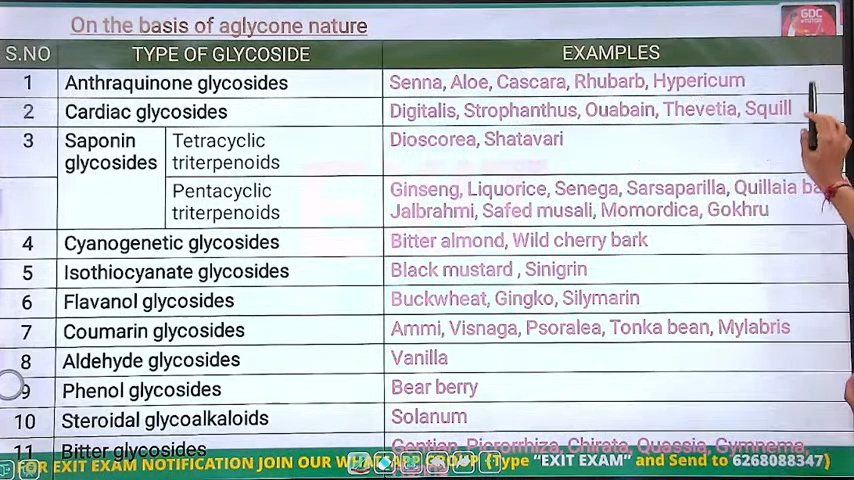 On the basis of aglycone nature
GDC
S.NO TYPE OF GLYCOSIDE EXAMPLES
1 Anthraquinone glycosides Senna, Aloe, Cascara, Rhubarb, Hypericum
2 Cardiac glycosides Digitalis, Strophanthus, Ouabain, Thevetia, Squill
3 Saponin glycosides Tetracyclic triterpenoids Dioscorea, Shatavari
Pentacyclic triterpenoids Ginseng, Liquorice, Senega, Sarsaparilla, Quillaia ba
Jalbrahmi, Safed musali, Momordica, Gokhru
4 Cyanogenetic glycosides Bitter almond, Wild cherry bark
5 Isothiocyanate glycosides Black mustard , Sinigrin
6 Flavanol glycosides Buckwheat, Gingko, Silymarin
7 Coumarin glycosides Ammi, Visnaga, Psoralea, Tonka bean, Mylabris
8 Aldehyde glycosides Vanilla
9 Phenol glycosides Bear berry
10 Steroidal glycoalkaloids Solanum
11 Bitter glycosides Gentian, Picrorrhiza, Chirata, Quassia, Gymnema,
FOR EXIT EXAM NOTIFICATION JOIN OUR WHATSAPP GROUP (Type “EXIT EXAM” and Send to 6268088347)